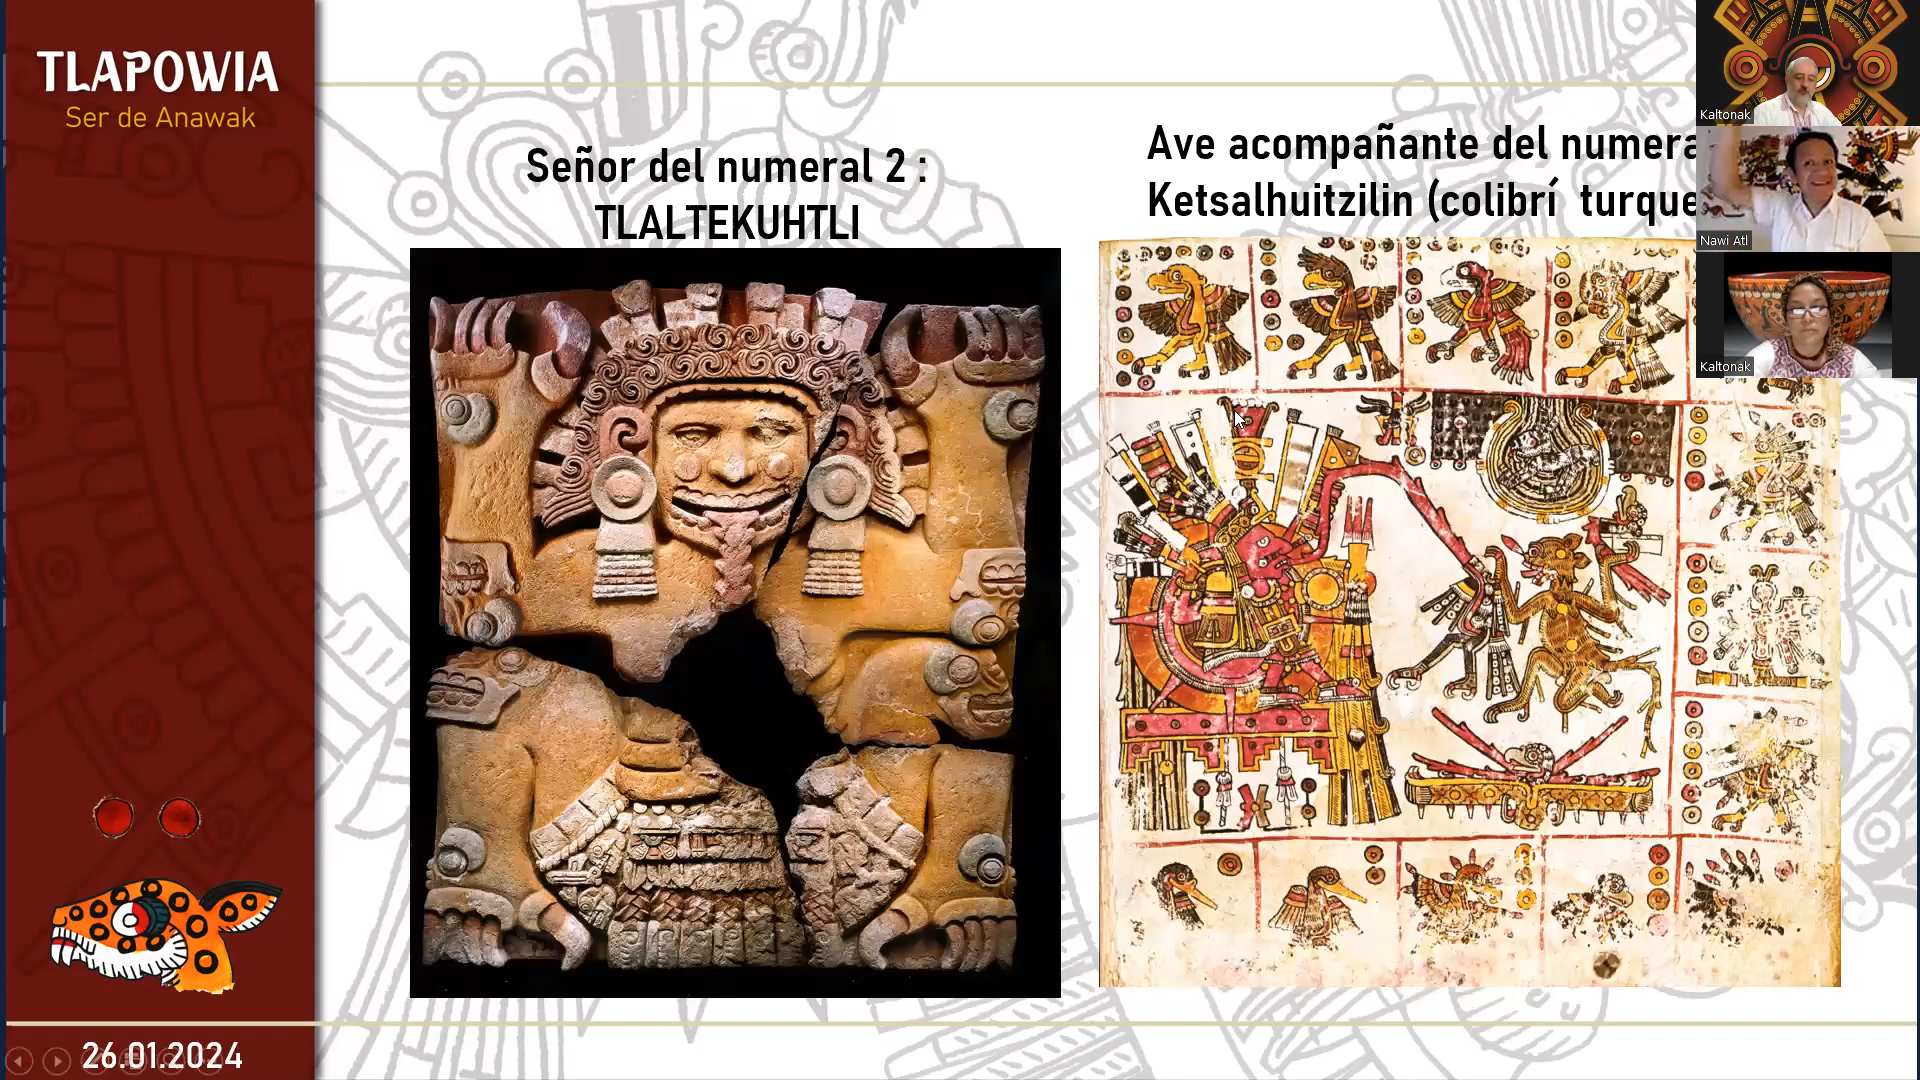 TLAPOWIA
Ser de Anawak
Señor del numeral 2 :
TLALTEKUHTLI
Ave acompañante del numera
Ketsalhuitzilin (colibrí turque
Kaltonak
Nawi Atl
Kaltonak
26.01.2024